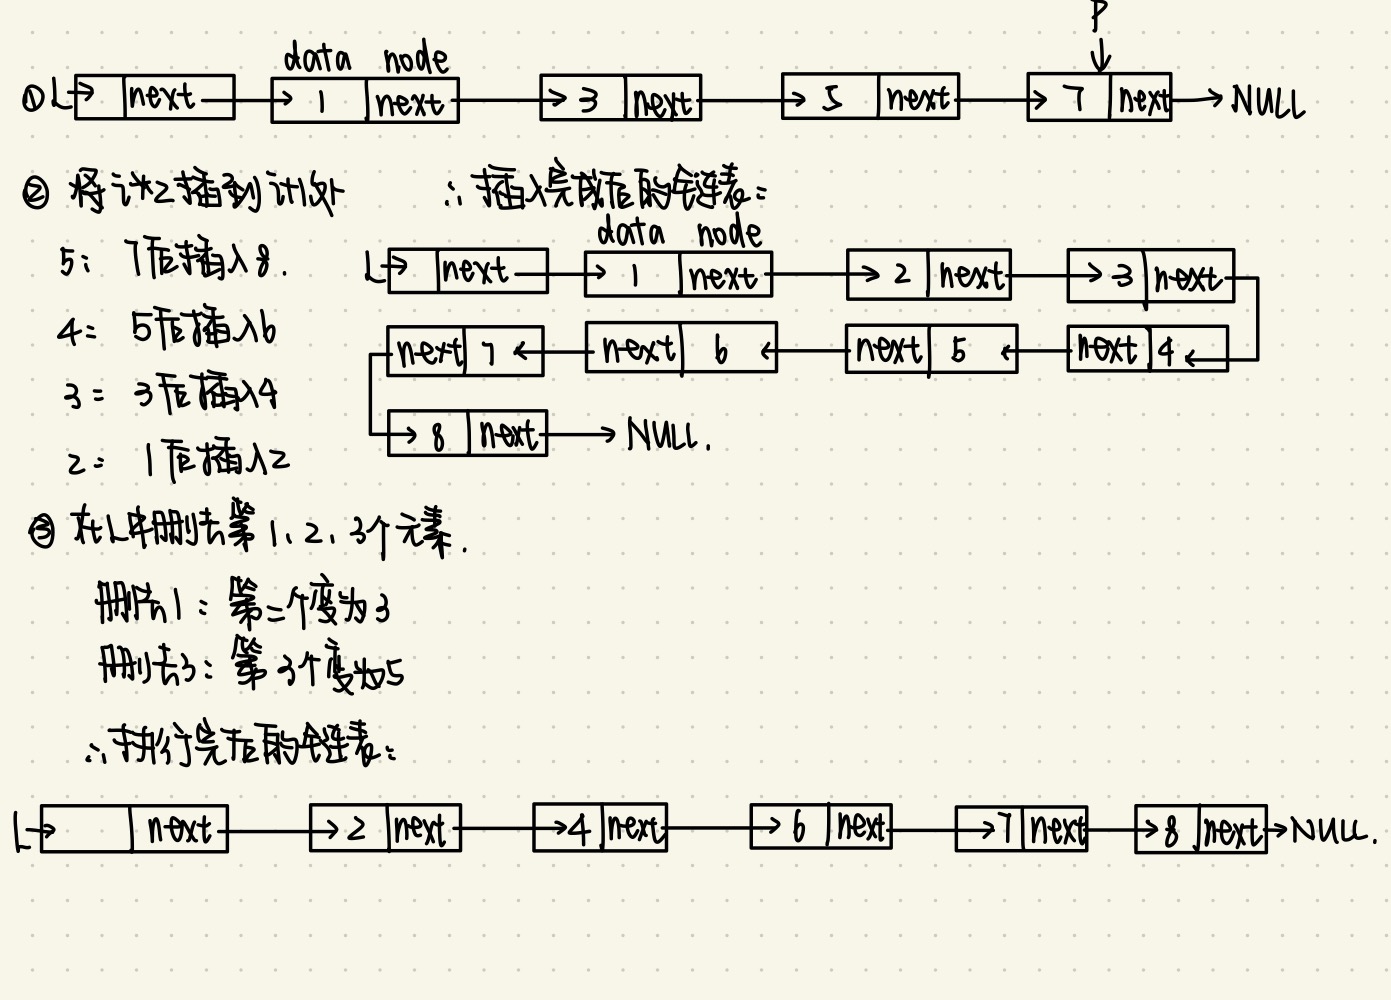 P
data node
① L next 1 next 3 next 5 next 7 next NULL
② 将 i*2插到 i处 ∴ 插入完成后的全链表:
data node
5: 7后插入8.
L next 1 next 2 next 3 next
4: 5后插入6
next 7 next 6 next 5 next 4
3: 3后插入4
8 next NULL.
2: 1后插入2
③ 在L中删去第 1、2、3个元素.
删除1: 第二个变为3
删去3: 第3个变为5
∴ 执行完后的全链表:
L next 2 next 4 next 6 next 7 next 8 next NULL.